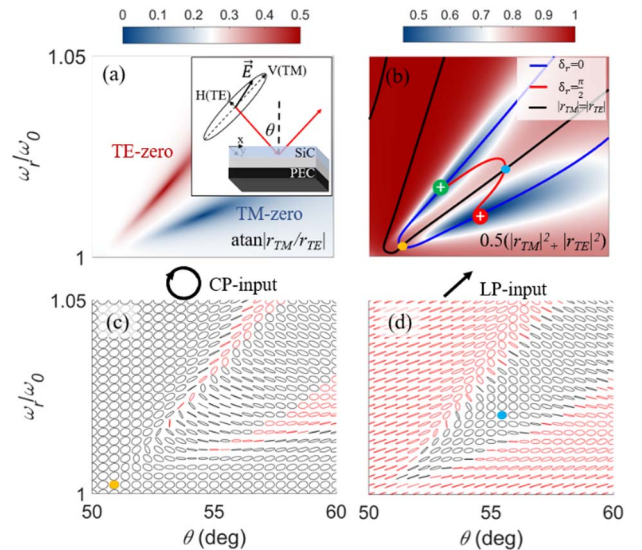 0 0.1 0.2 0.3 0.4 0.5
0.5 0.6 0.7 0.8 0.9 1
1.05
(a)
E
V(TM)
H(TE)
θ
x
SiC
PEC
TE-zero
TM-zero
atan|r_TM/r_TE|
ω_r/ω_0
1
(b)
δ_r=0
δ_r=π/2
|r_TM|=|r_TE|
+
+
0.5(|r_TM|²+ |r_TE|²)
CP-input
LP-input
1.05
(c)
ω_r/ω_0
1
50 55 60
θ (deg)
(d)
50 55 60
θ (deg)